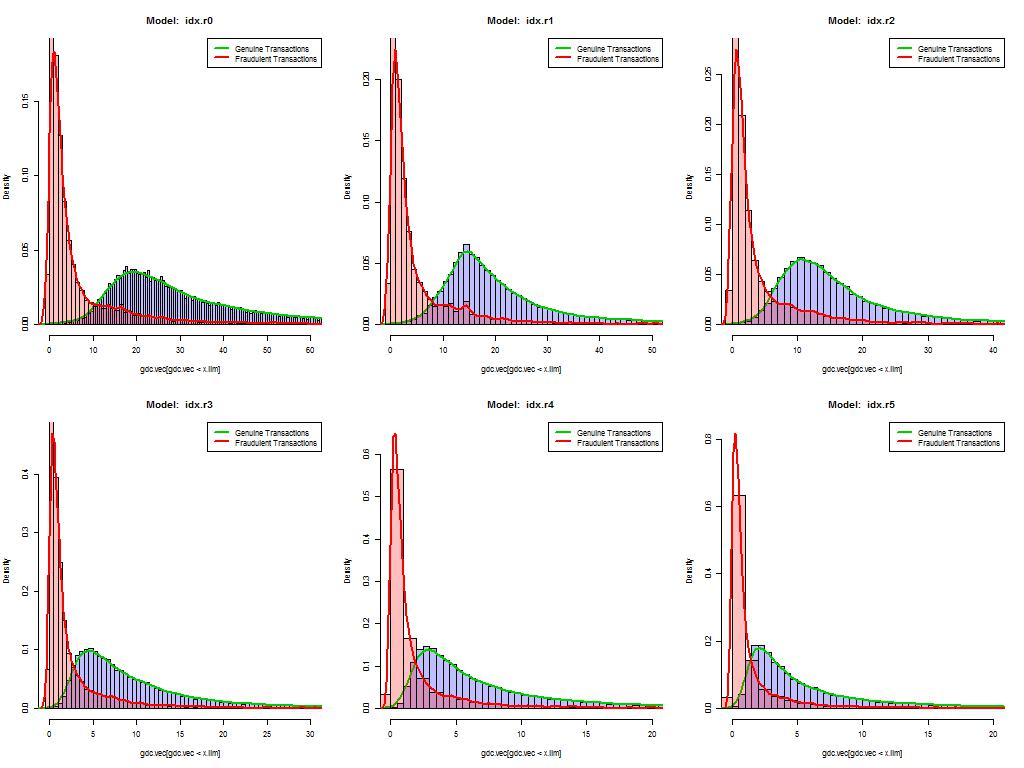 Model: idx.r0
Genuine Transactions
Fraudulent Transactions
Density
0.00
0.05
0.10
0.15
0 10 20 30 40 50 60
gdc.vec[gdc.vec < x.lim]
Model: idx.r1
Genuine Transactions
Fraudulent Transactions
Density
0.00
0.05
0.10
0.15
0.20
0 10 20 30 40 50
gdc.vec[gdc.vec < x.lim]
Model: idx.r2
Genuine Transactions
Fraudulent Transactions
Density
0.00
0.05
0.10
0.15
0.20
0.25
0 10 20 30 40
gdc.vec[gdc.vec < x.lim]
Model: idx.r3
Genuine Transactions
Fraudulent Transactions
Density
0.0
0.1
0.2
0.3
0.4
0 5 10 15 20 25 30
gdc.vec[gdc.vec < x.lim]
Model: idx.r4
Genuine Transactions
Fraudulent Transactions
Density
0.0
0.1
0.2
0.3
0.4
0.5
0.6
0 5 10 15 20
gdc.vec[gdc.vec < x.lim]
Model: idx.r5
Genuine Transactions
Fraudulent Transactions
Density
0.0
0.2
0.4
0.6
0.8
0 5 10 15 20
gdc.vec[gdc.vec < x.lim]